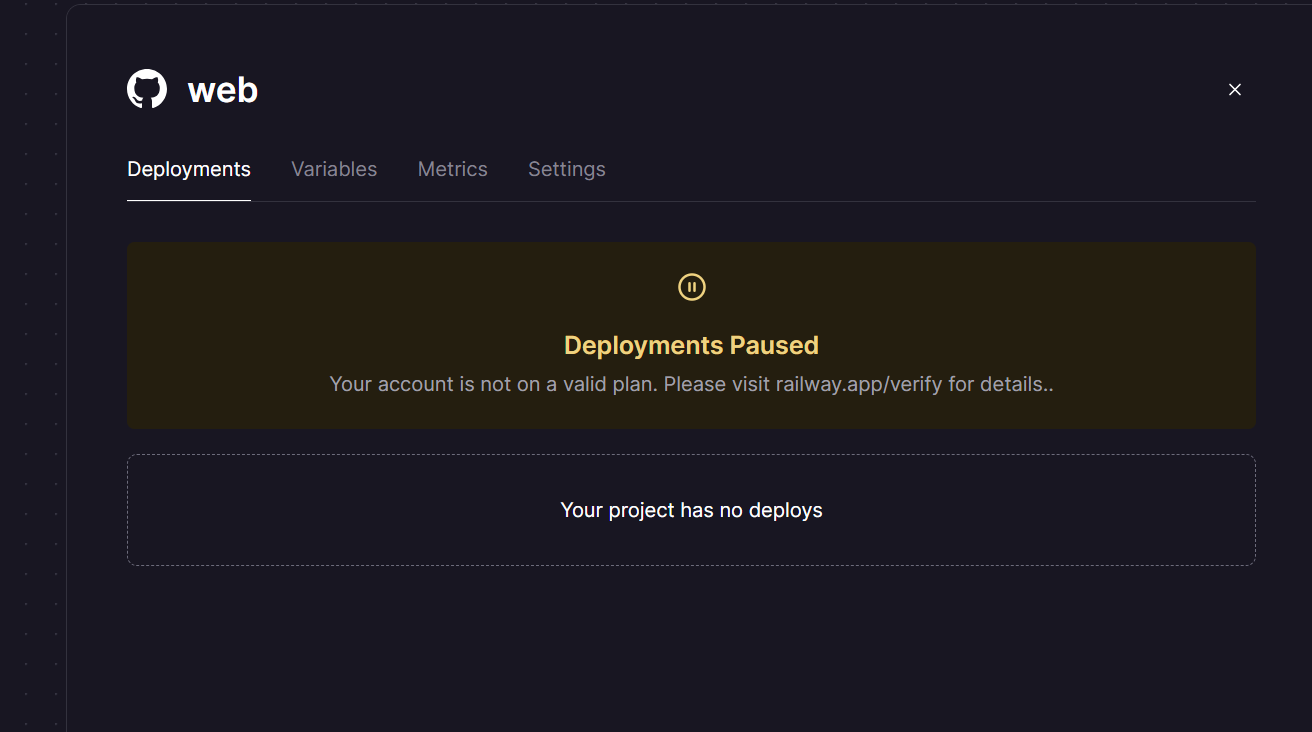 web
Deployments Variables Metrics Settings
Deployments Paused
Your account is not on a valid plan. Please visit railway.app/verify for details..
Your project has no deploys